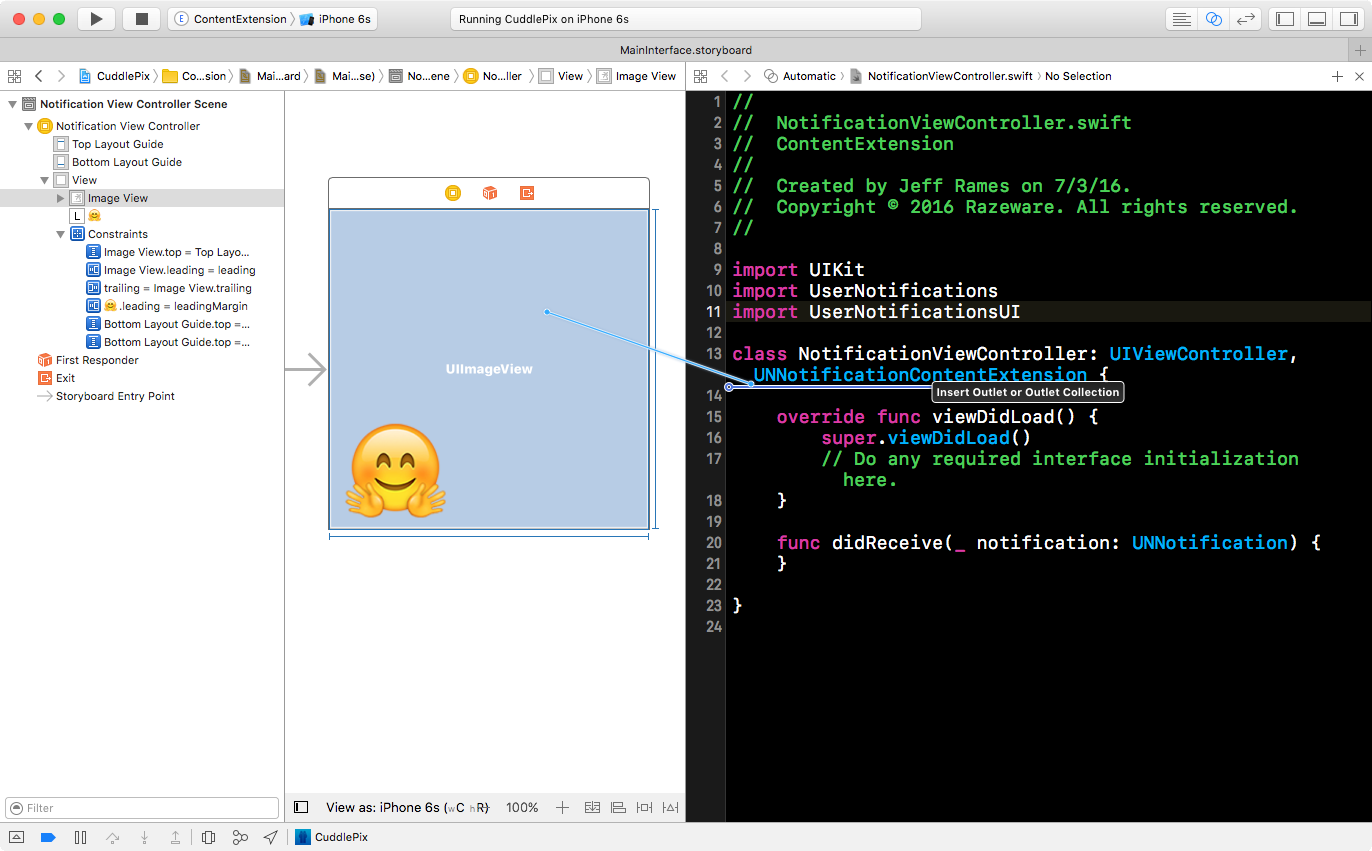 ContentExtension
iPhone 6s
Running CuddlePix on iPhone 6s
MainInterface.storyboard
CuddlePix
Co...sion
Mai...ard
Mai...se)
No...ene
No...ller
View
Image View
Automatic
NotificationViewController.swift
No Selection
Notification View Controller Scene
Notification View Controller
Top Layout Guide
Bottom Layout Guide
View
Image View
L 🤗
Constraints
Image View.top = Top Layo...
Image View.leading = leading
trailing = Image View.trailing
🤗.leading = leadingMargin
Bottom Layout Guide.top =...
Bottom Layout Guide.top =...
First Responder
Exit
Storyboard Entry Point
Filter
UIImageView
View as: iPhone 6s (wC hR)
100%
1 //
2 //  NotificationViewController.swift
3 //  ContentExtension
4 //
5 //  Created by Jeff Rames on 7/3/16.
6 //  Copyright © 2016 Razeware. All rights reserved.
7 //
8
9 import UIKit
10 import UserNotifications
11 import UserNotificationsUI
12
13 class NotificationViewController: UIViewController,
UNNotificationContentExtension {
Insert Outlet or Outlet Collection
14
15     override func viewDidLoad() {
16         super.viewDidLoad()
17         // Do any required interface initialization
here.
18     }
19
20     func didReceive(_ notification: UNNotification) {
21     }
22
23 }
24
CuddlePix